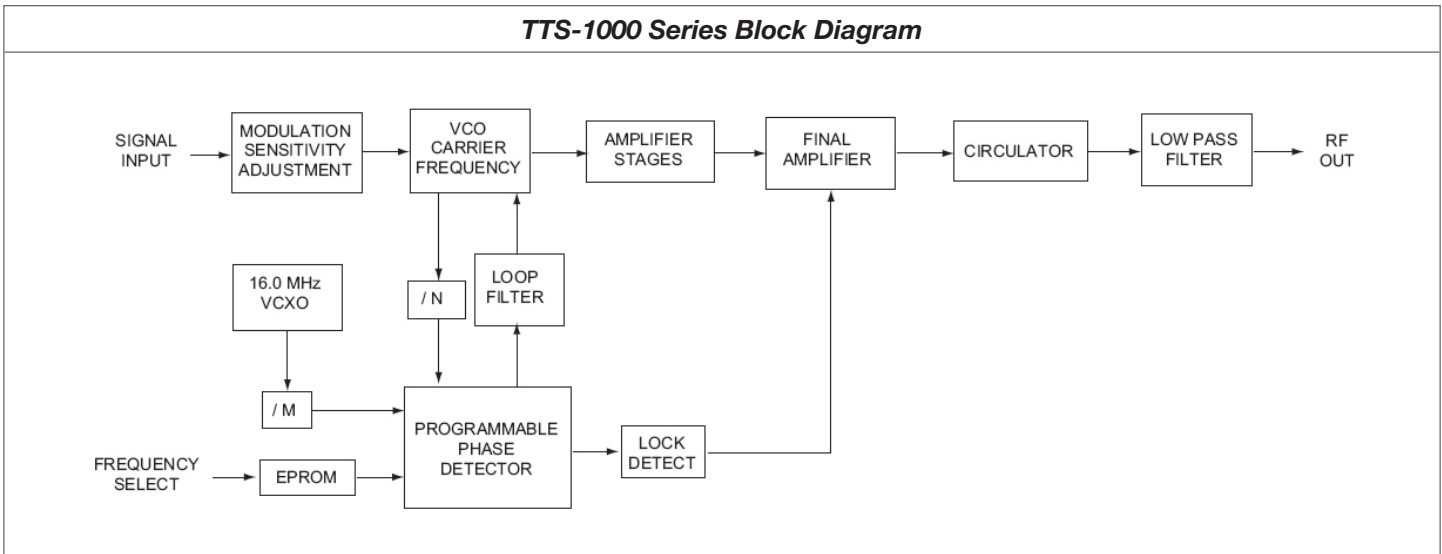 TTS-1000 Series Block Diagram
SIGNAL
INPUT
MODULATION
SENSITIVITY
ADJUSTMENT
VCO
CARRIER
FREQUENCY
AMPLIFIER
STAGES
FINAL
AMPLIFIER
CIRCULATOR
LOW PASS
FILTER
RF
OUT
16.0 MHz
VCXO
/ N
LOOP
FILTER
/ M
PROGRAMMABLE
PHASE
DETECTOR
LOCK
DETECT
FREQUENCY
SELECT
EPROM